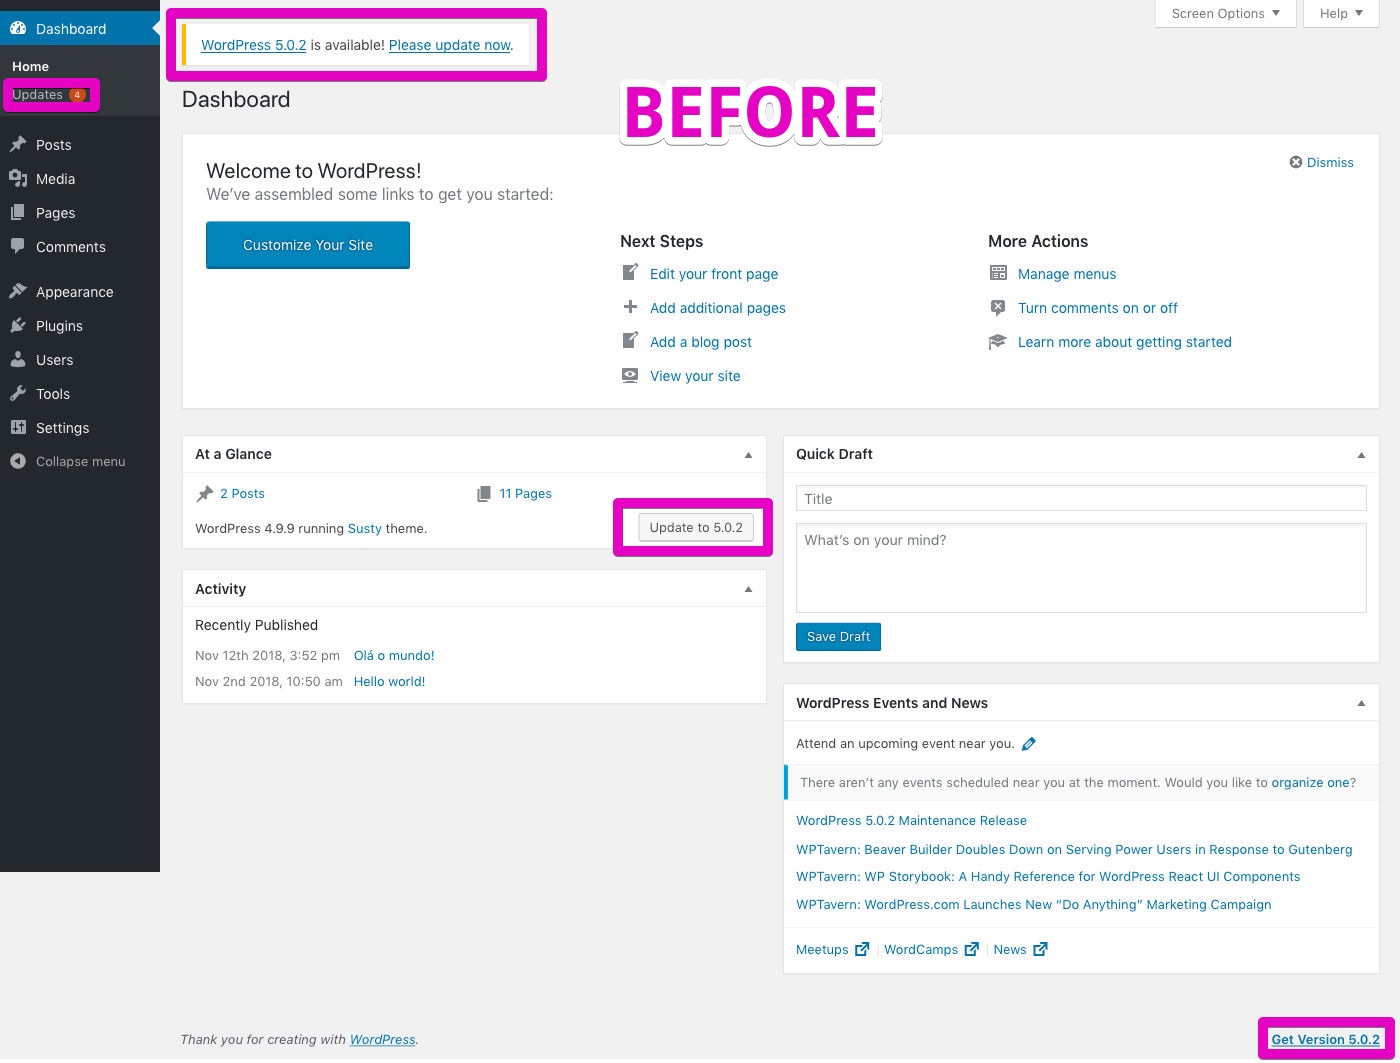 Dashboard
Home
Updates 4
Posts
Media
Pages
Comments
Appearance
Plugins
Users
Tools
Settings
Collapse menu
Screen Options
Help
WordPress 5.0.2 is available! Please update now.
Dashboard
BEFORE
Welcome to WordPress!
We’ve assembled some links to get you started:
Dismiss
Customize Your Site
Next Steps
Edit your front page
Add additional pages
Add a blog post
View your site
More Actions
Manage menus
Turn comments on or off
Learn more about getting started
At a Glance
2 Posts
11 Pages
WordPress 4.9.9 running Susty theme.
Update to 5.0.2
Activity
Recently Published
Nov 12th 2018, 3:52 pm Olá o mundo!
Nov 2nd 2018, 10:50 am Hello world!
Quick Draft
Title
What’s on your mind?
Save Draft
WordPress Events and News
Attend an upcoming event near you.
There aren’t any events scheduled near you at the moment. Would you like to organize one?
WordPress 5.0.2 Maintenance Release
WPTavern: Beaver Builder Doubles Down on Serving Power Users in Response to Gutenberg
WPTavern: WP Storybook: A Handy Reference for WordPress React UI Components
WPTavern: WordPress.com Launches New “Do Anything” Marketing Campaign
Meetups | WordCamps | News
Thank you for creating with WordPress.
Get Version 5.0.2